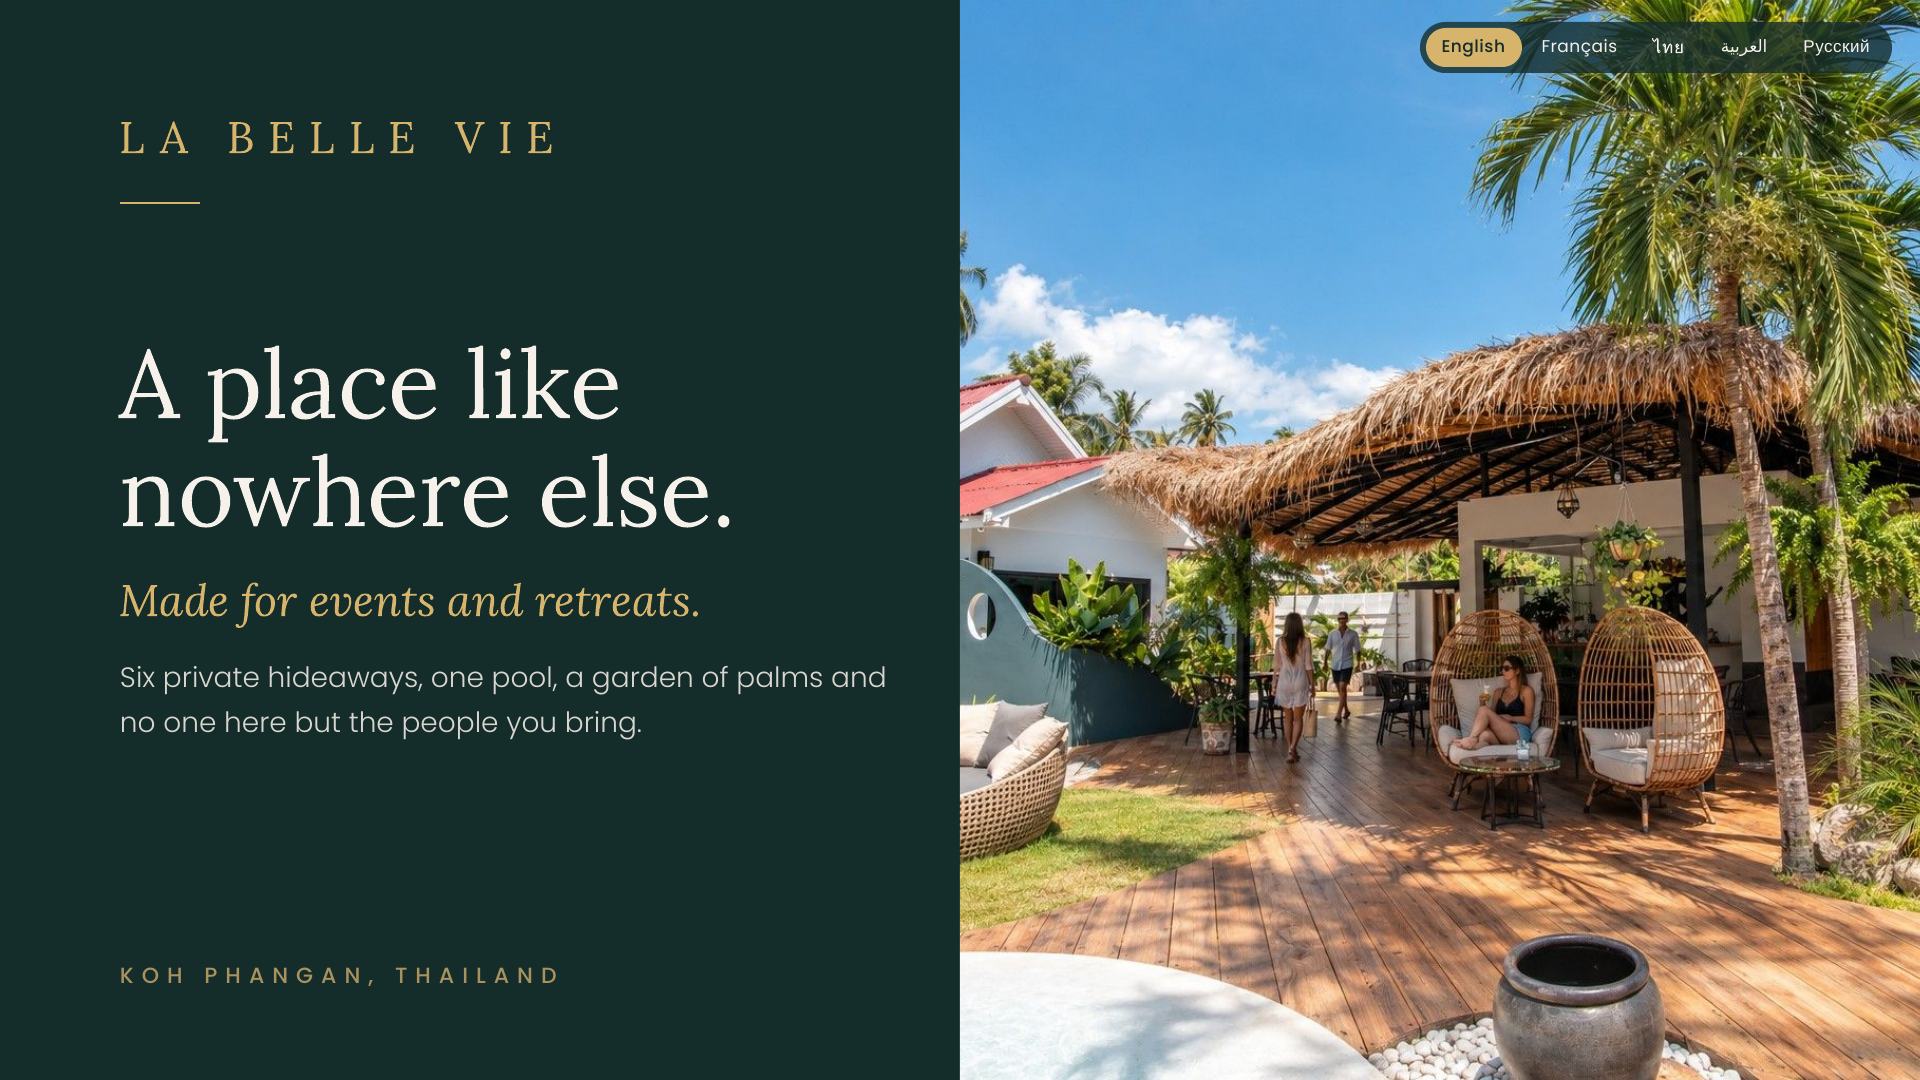 English Français ไทย العربية Русский
LA BELLE VIE
A place like
nowhere else.
Made for events and retreats.
Six private hideaways, one pool, a garden of palms and
no one here but the people you bring.
KOH PHANGAN, THAILAND